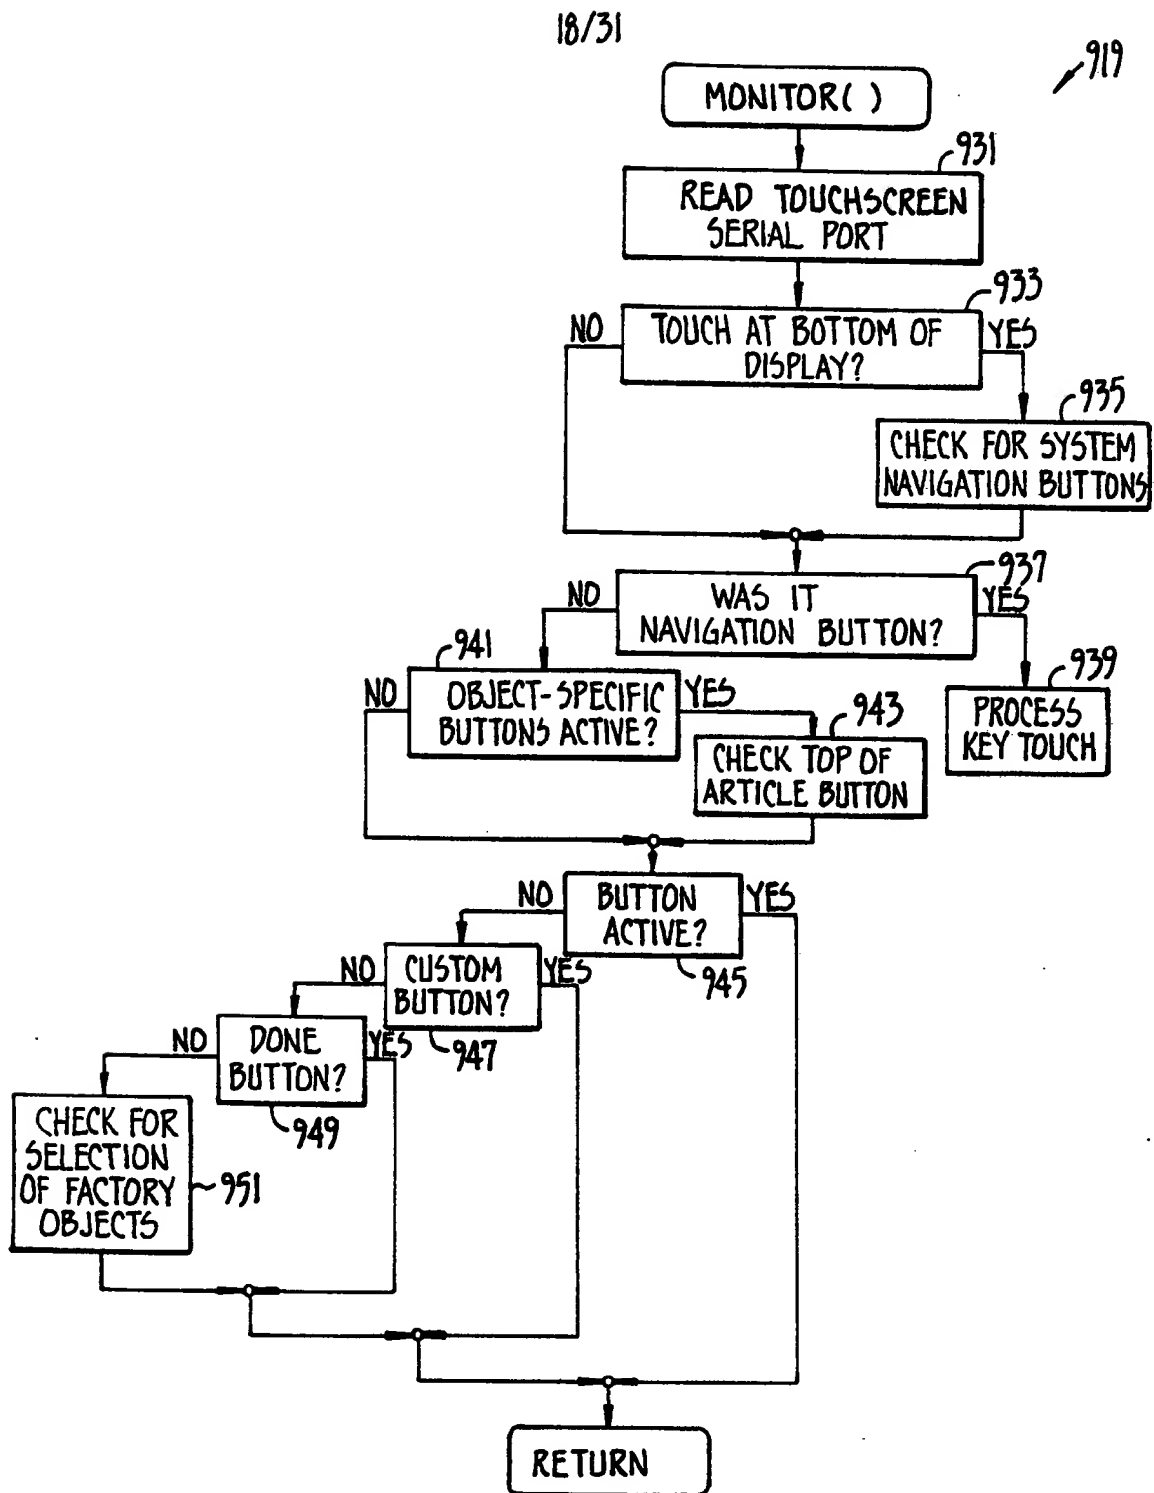 18/31
919
MONITOR( )
931
READ TOUCHSCREEN
SERIAL PORT
933
NO
TOUCH AT BOTTOM OF
DISPLAY?
YES
935
CHECK FOR SYSTEM
NAVIGATION BUTTONS
937
NO
WAS IT
NAVIGATION BUTTON?
YES
941
939
NO
OBJECT-SPECIFIC
BUTTONS ACTIVE?
YES
PROCESS
KEY TOUCH
943
CHECK TOP OF
ARTICLE BUTTON
NO
BUTTON
ACTIVE?
YES
945
NO
CUSTOM
BUTTON?
YES
947
NO
DONE
BUTTON?
YES
949
CHECK FOR
SELECTION
OF FACTORY
OBJECTS
951
RETURN